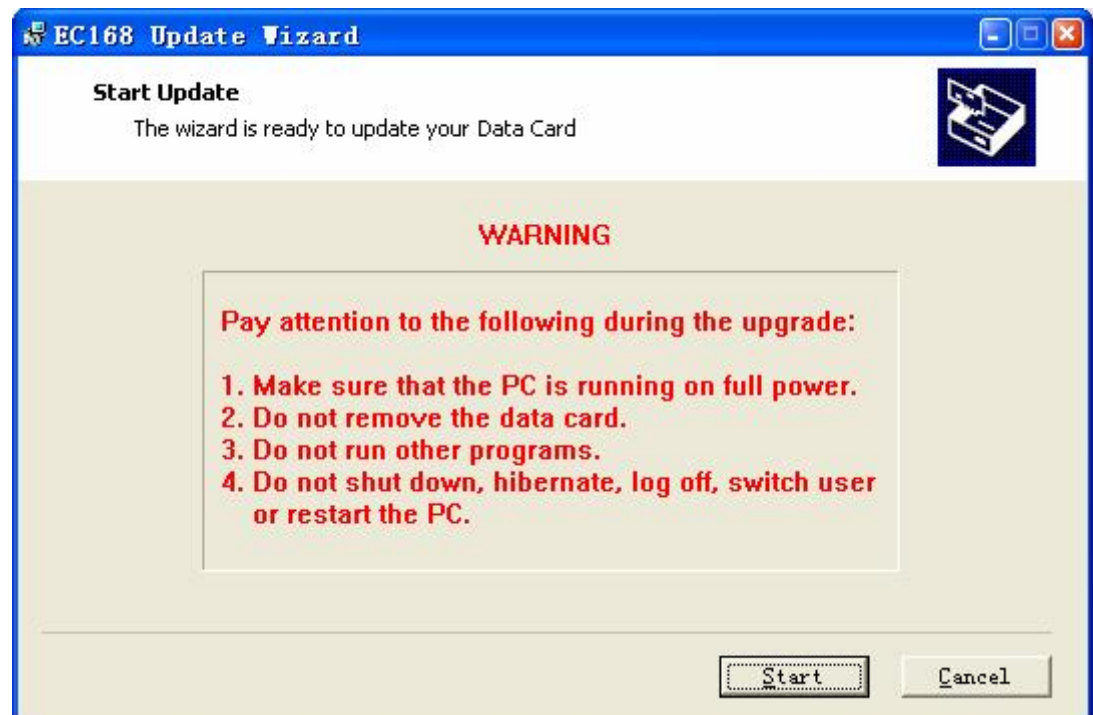 EC168 Update Wizard
Start Update
The wizard is ready to update your Data Card
WARNING
Pay attention to the following during the upgrade:
1. Make sure that the PC is running on full power.
2. Do not remove the data card.
3. Do not run other programs.
4. Do not shut down, hibernate, log off, switch user
or restart the PC.
Start
Cancel